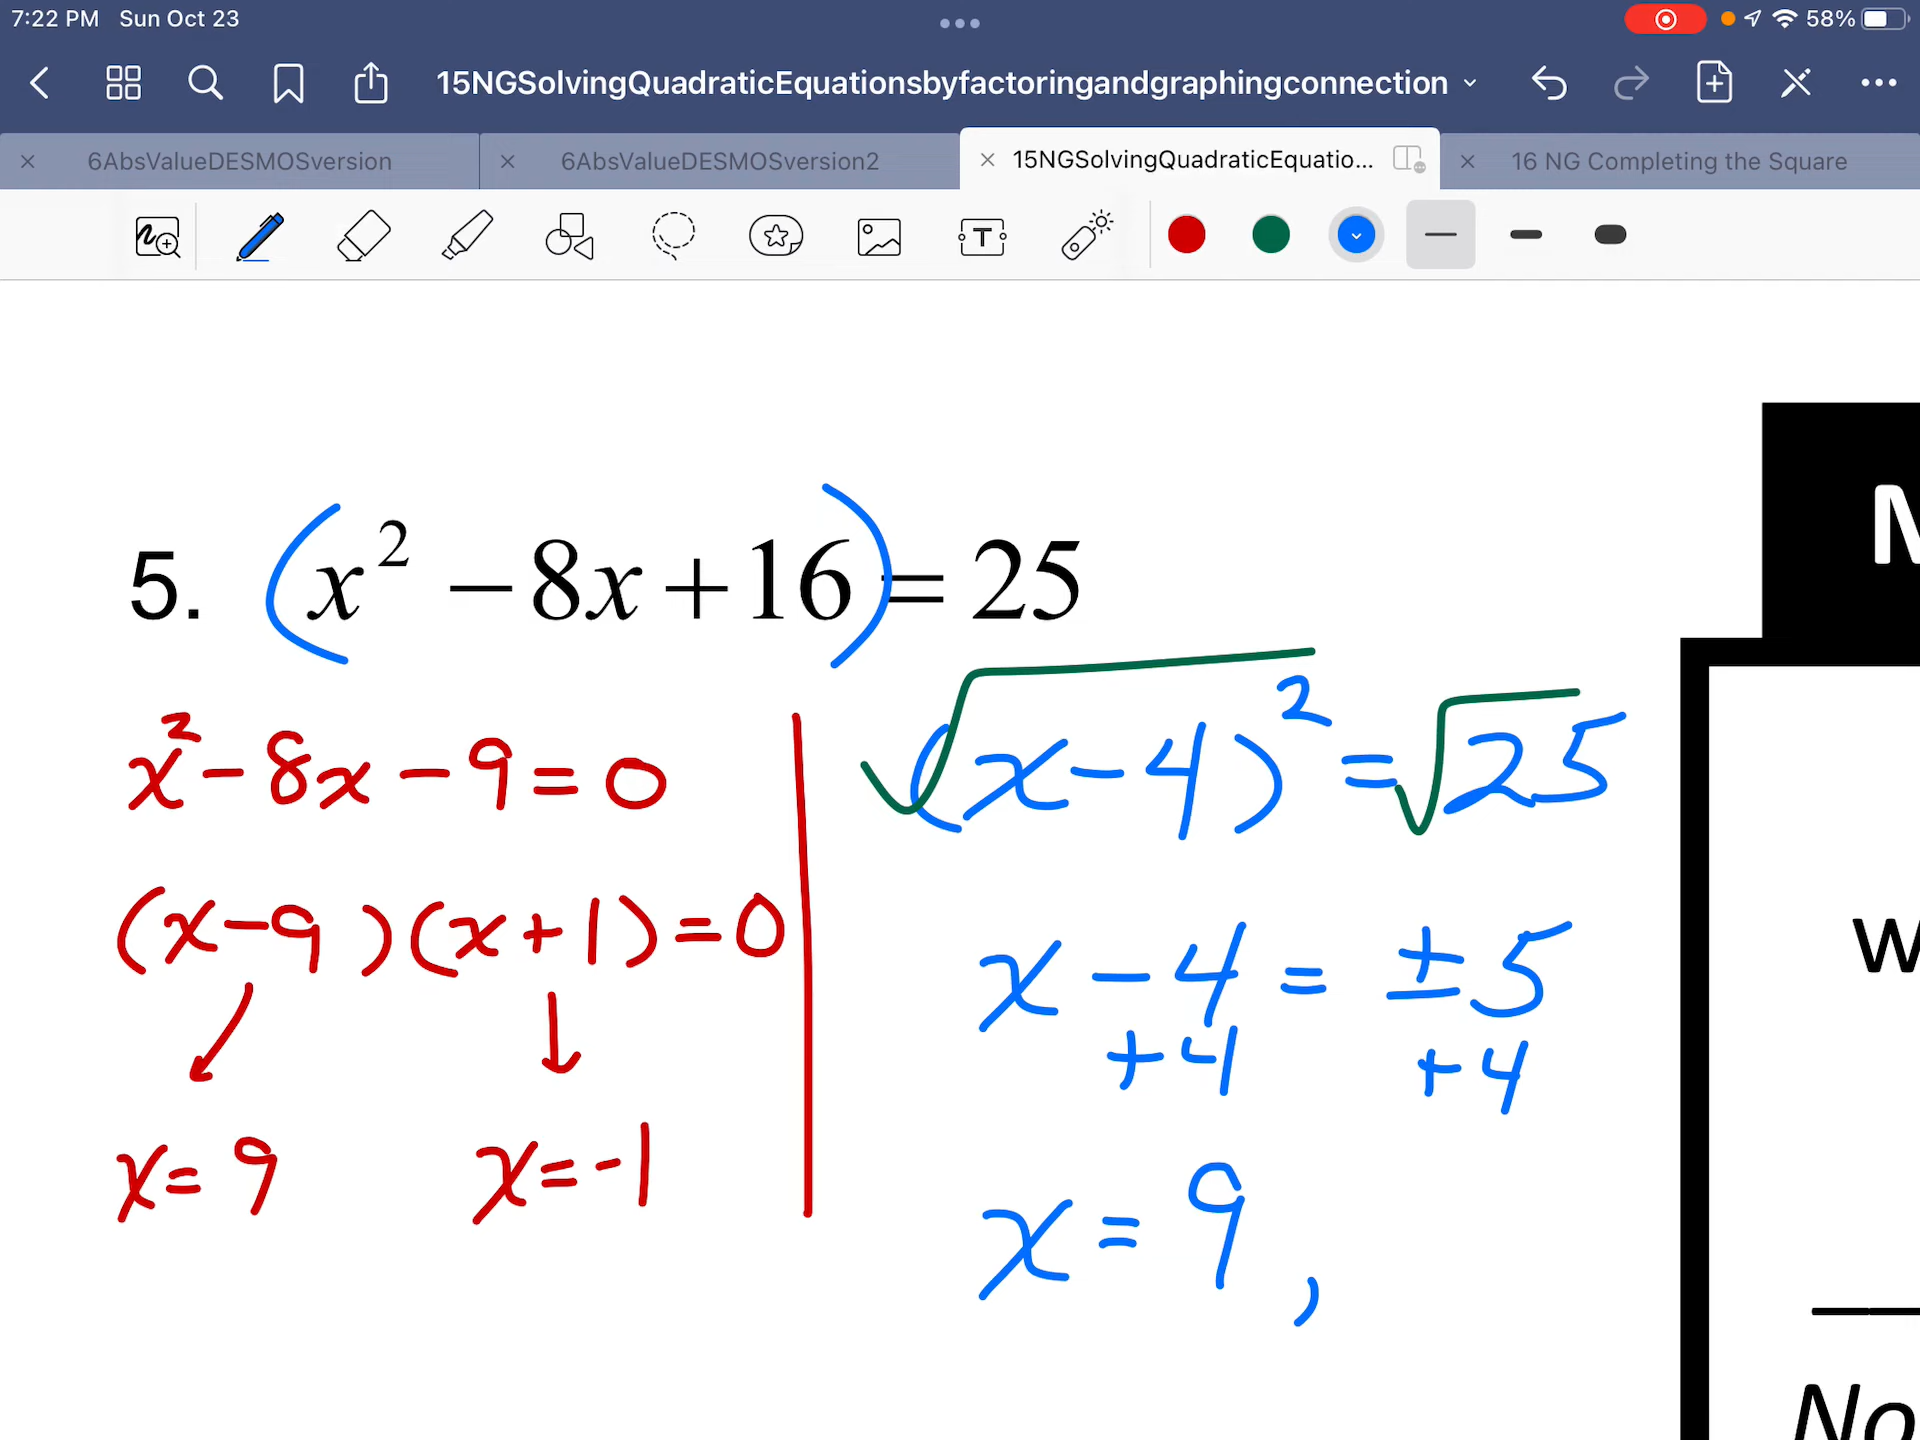 7:22 PM Sun Oct 23
58%
15NGSolvingQuadraticEquationsbyfactoringandgraphingconnection
6AbsValueDESMOSversion
6AbsValueDESMOSversion2
15NGSolvingQuadraticEquatio...
16 NG Completing the Square
T
5. (x² − 8x + 16) = 25
x² − 8x − 9 = 0
(x − 9)(x + 1) = 0
x = 9 x = -1
√(x − 4)² = √25
x − 4 = ± 5
+4 +4
x = 9 ,
No